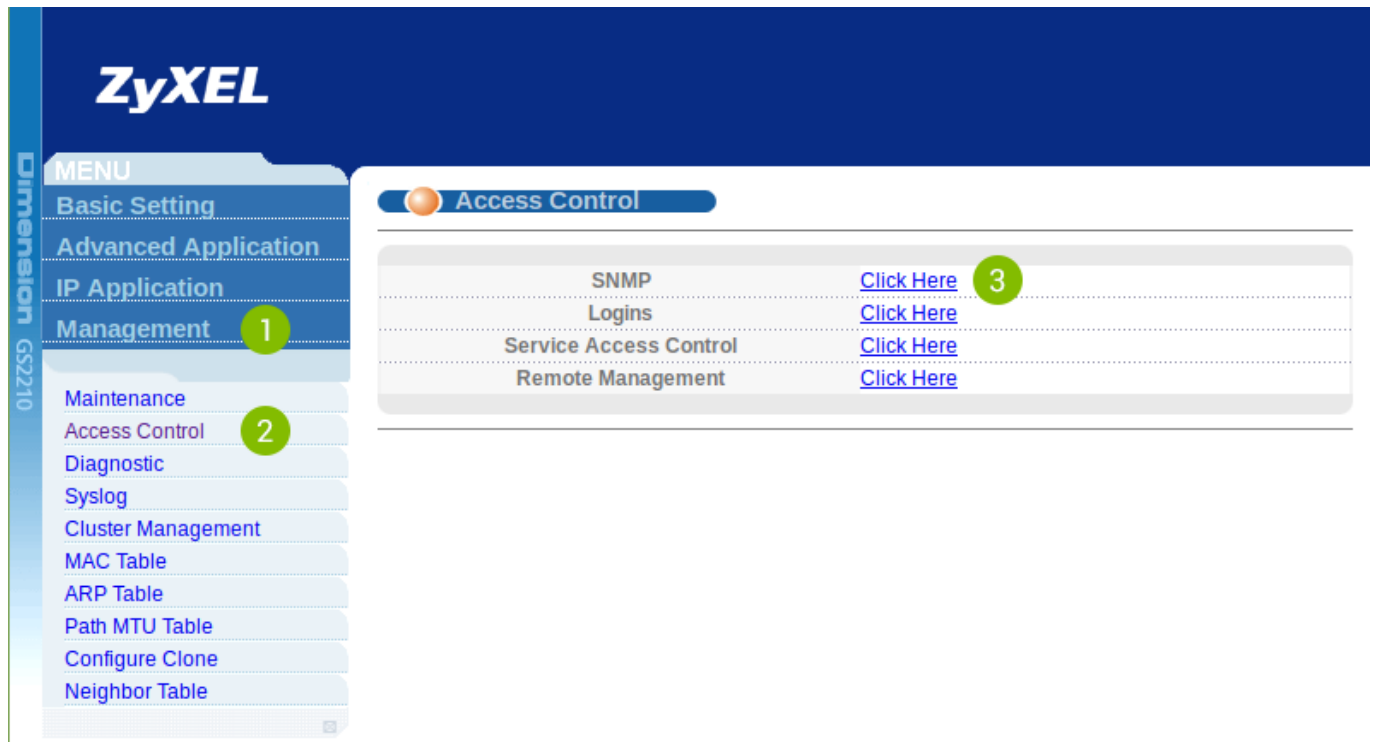 ZyXEL
Dimension GS2210
MENU
Basic Setting
Advanced Application
IP Application
Management 1
Maintenance
Access Control 2
Diagnostic
Syslog
Cluster Management
MAC Table
ARP Table
Path MTU Table
Configure Clone
Neighbor Table
Access Control
SNMP Click Here 3
Logins Click Here
Service Access Control Click Here
Remote Management Click Here